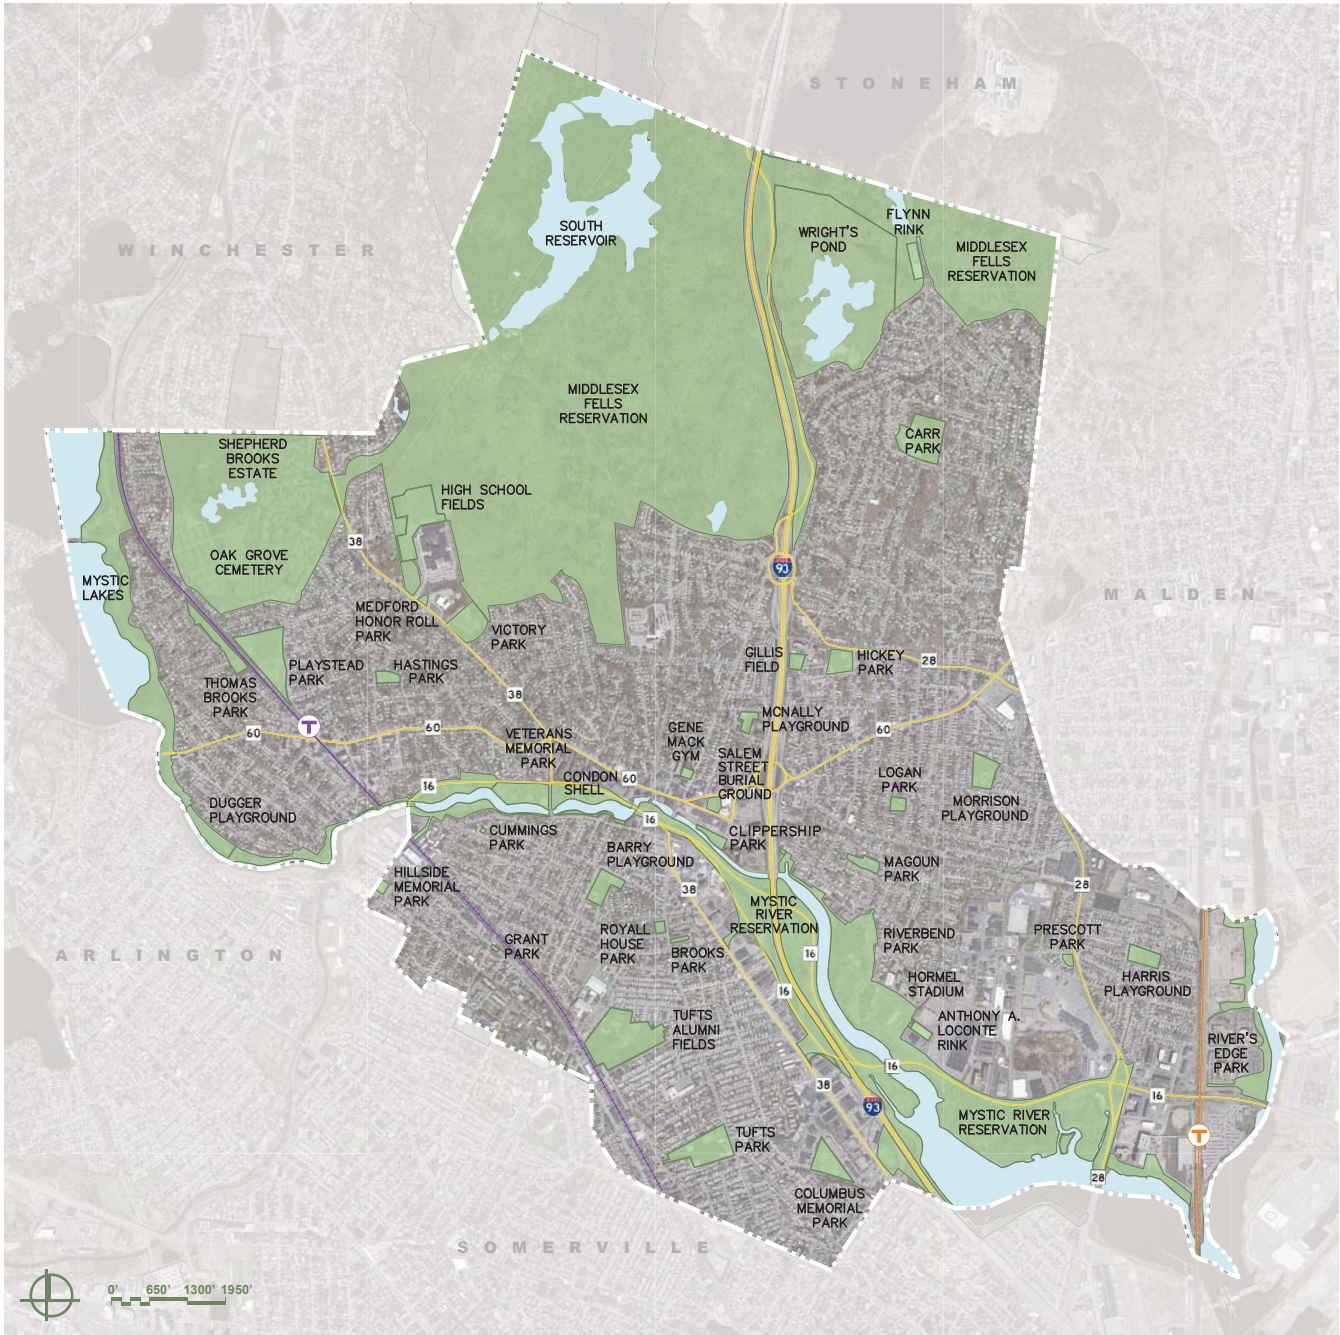 STONEHAM
WINCHESTER
SOUTH
RESERVOIR
FLYNN
RINK
WRIGHT'S
POND
MIDDLESEX
FELLS
RESERVATION
MIDDLESEX
FELLS
RESERVATION
CARR
PARK
SHEPHERD
BROOKS
ESTATE
HIGH SCHOOL
FIELDS
38
OAK GROVE
CEMETERY
93
MYSTIC
LAKES
MALDEN
MEDFORD
HONOR ROLL
PARK
VICTORY
PARK
GILLIS
FIELD
HICKEY
PARK
28
PLAYSTEAD
PARK
HASTINGS
PARK
THOMAS
BROOKS
PARK
38
T
60
60
VETERANS
MEMORIAL
PARK
GENE
MACK
GYM
MCNALLY
PLAYGROUND
60
SALEM
STREET
BURIAL
GROUND
CONDON
SHELL
60
16
LOGAN
PARK
MORRISON
PLAYGROUND
DUGGER
PLAYGROUND
16
CUMMINGS
PARK
CLIPPERSHIP
PARK
BARRY
PLAYGROUND
MAGOUN
PARK
HILLSIDE
MEMORIAL
PARK
38
28
MYSTIC
RIVER
RESERVATION
ROYALL
HOUSE
PARK
RIVERBEND
PARK
PRESCOTT
PARK
GRANT
PARK
BROOKS
PARK
16
ARLINGTON
HORMEL
STADIUM
HARRIS
PLAYGROUND
16
TUFTS
ALUMNI
FIELDS
ANTHONY A.
LOCONTE
RINK
RIVER'S
EDGE
PARK
16
38
16
93
MYSTIC RIVER
RESERVATION
TUFTS
PARK
T
28
COLUMBUS
MEMORIAL
PARK
SOMERVILLE
0' 650' 1300' 1950'